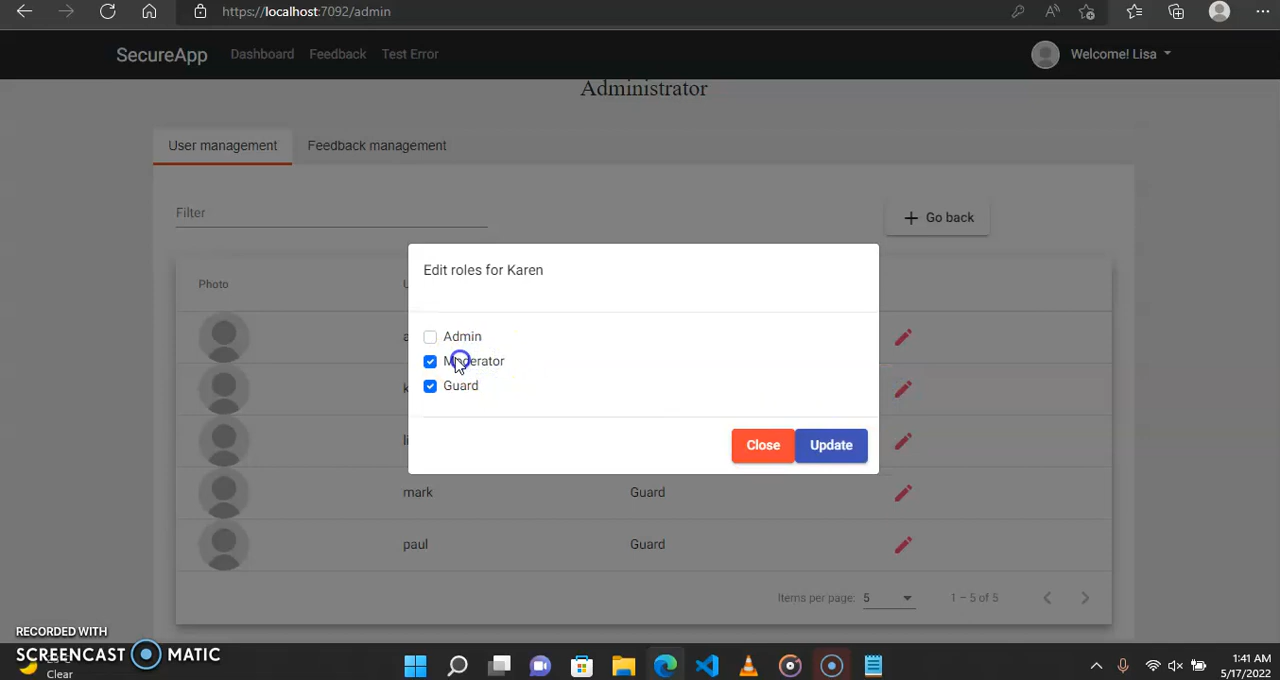 https://localhost:7092/admin
SecureApp Dashboard Feedback Test Error Welcome! Lisa
Administrator
User management Feedback management
Filter
+ Go back
Edit roles for Karen
Photo
Admin
Moderator
Guard
Close Update
mark Guard
paul Guard
Items per page: 5 1 – 5 of 5
RECORDED WITH
SCREENCAST MATIC
Clear
1:41 AM
5/17/2022